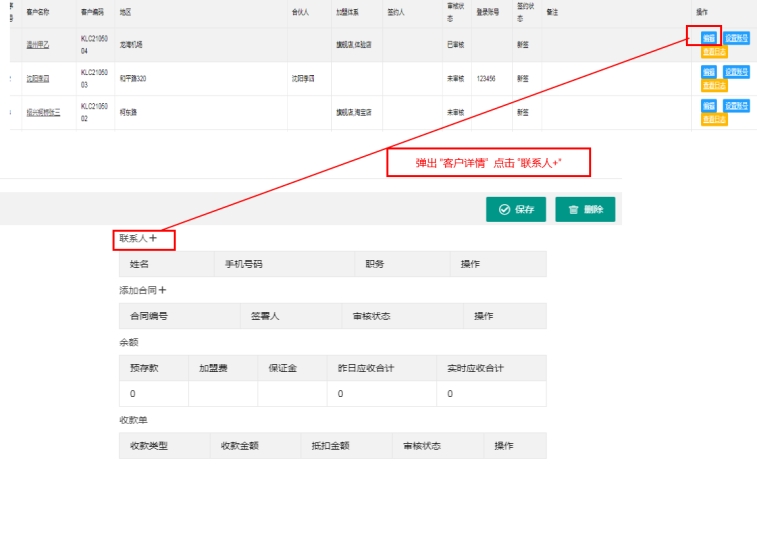 序号 客户名称 客户编码 地区 合伙人 加盟体系 签约人 审核状态 登录账号 签约状态 备注 操作
温州甲乙 KLC2105004 龙湾机场 旗舰店,体验店 已审核 新签 编辑 设置账号 查看日志
2 沈阳李四 KLC2105003 和平路320 沈阳李四 未审核 123456 新签 编辑 设置账号 查看日志
3 绍兴柯桥张三 KLC2105002 柯东路 旗舰店,淘宝店 未审核 新签 编辑 设置账号 查看日志
弹出 "客户详情" 点击 "联系人+"
保存 删除
联系人+
姓名 手机号码 职务 操作
添加合同+
合同编号 签署人 审核状态 操作
余额
预存款 加盟费 保证金 昨日应收合计 实时应收合计
0 0 0
收款单
收款类型 收款金额 抵扣金额 审核状态 操作